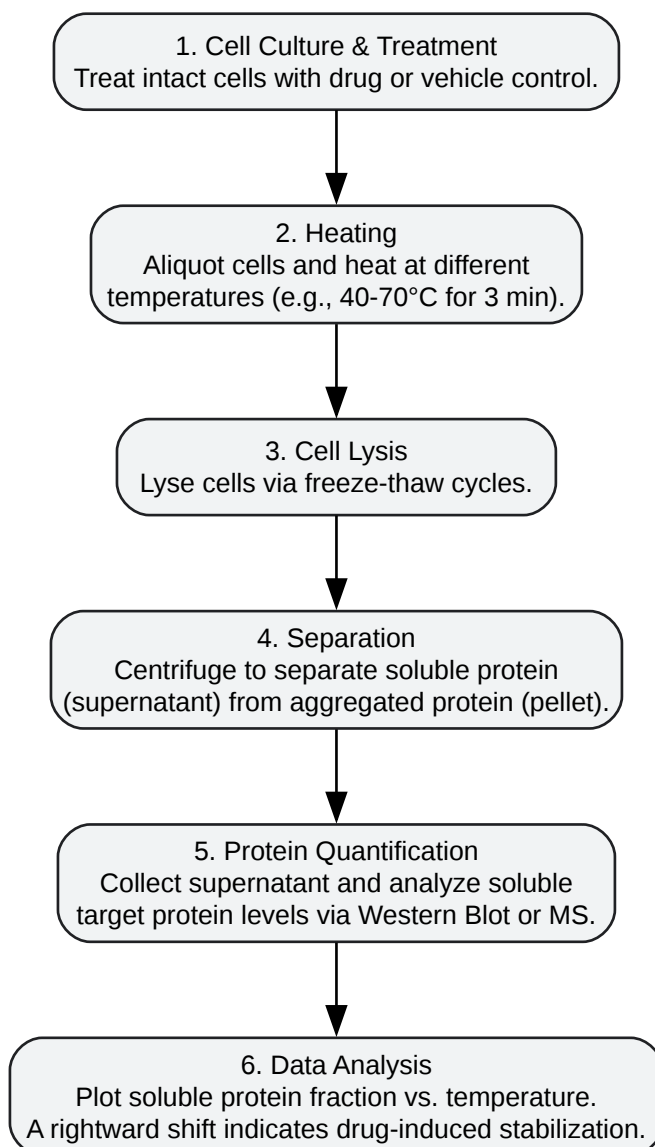 1. Cell Culture & Treatment
Treat intact cells with drug or vehicle control.
2. Heating
Aliquot cells and heat at different
temperatures (e.g., 40-70°C for 3 min).
3. Cell Lysis
Lyse cells via freeze-thaw cycles.
4. Separation
Centrifuge to separate soluble protein
(supernatant) from aggregated protein (pellet).
5. Protein Quantification
Collect supernatant and analyze soluble
target protein levels via Western Blot or MS.
6. Data Analysis
Plot soluble protein fraction vs. temperature.
A rightward shift indicates drug-induced stabilization.